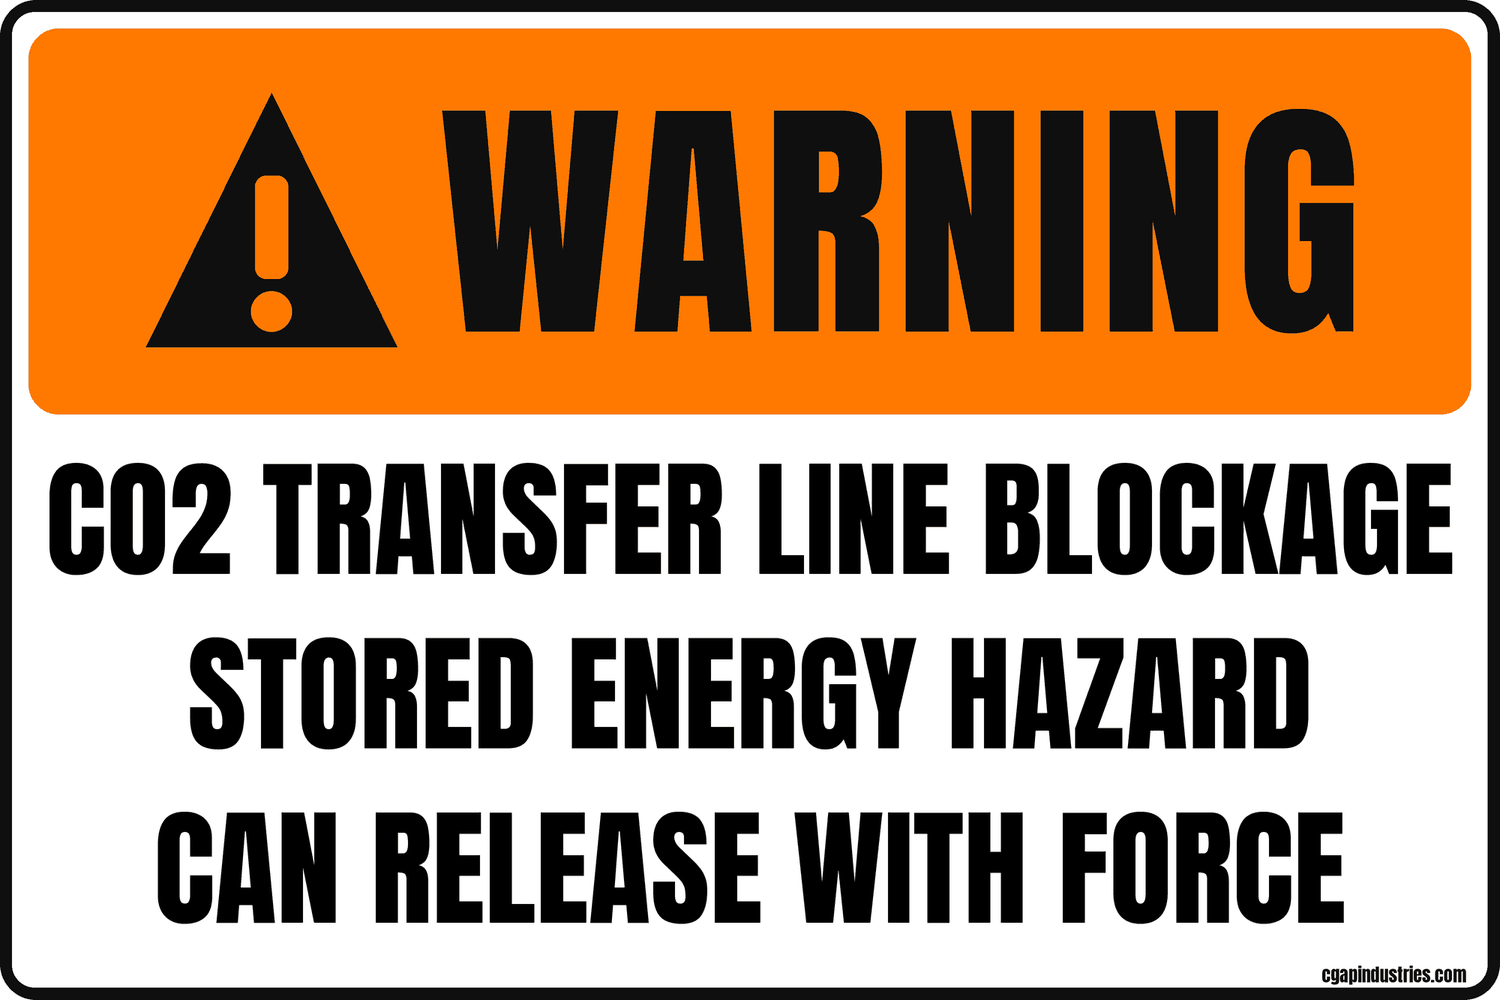 WARNING
CO2 TRANSFER LINE BLOCKAGE
STORED ENERGY HAZARD
CAN RELEASE WITH FORCE
cgapindustries.com